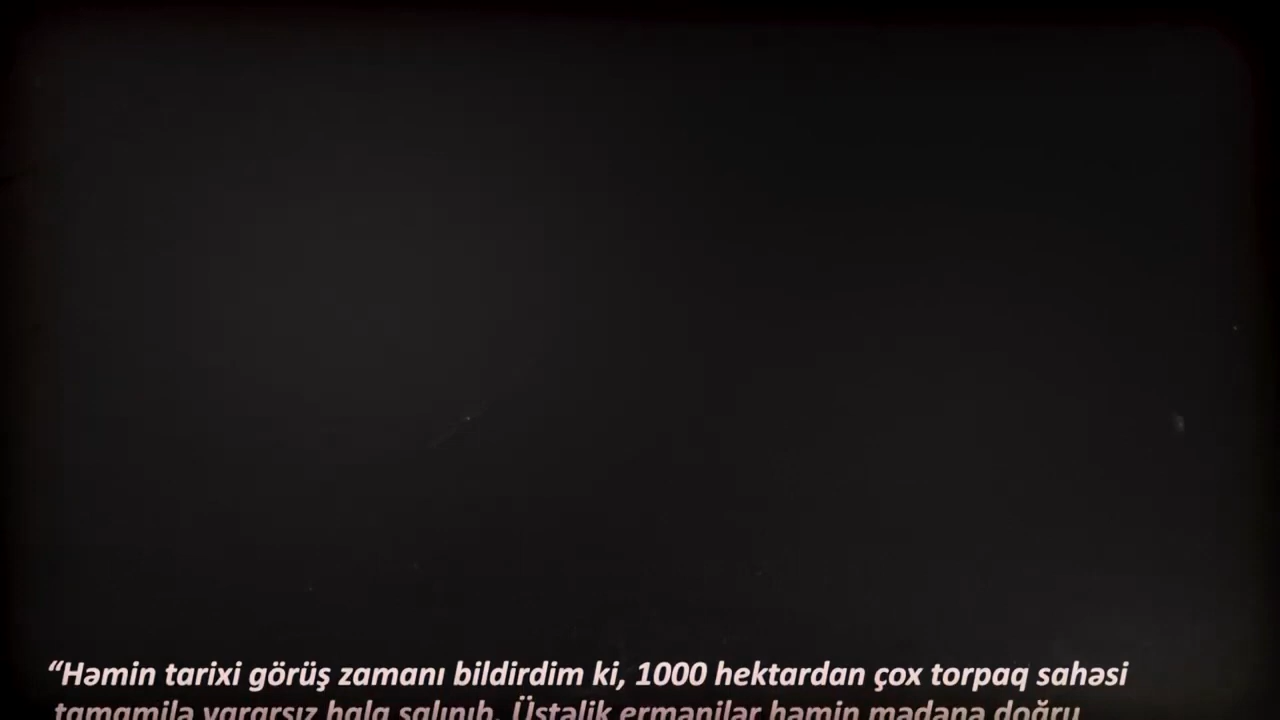 “Həmin tarixi görüş zamanı bildirdim ki, 1000 hektardan çox torpaq sahəsi
tamamilə yararsız hala salınıb. Üstəlik ermənilər həmin mədənə doğru